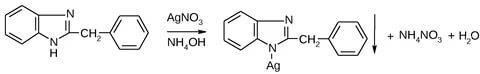 N
N
H
CH₂
AgNO₃
NH₄OH
N
N
Ag
CH₂
+ NH₄NO₃ + H₂O